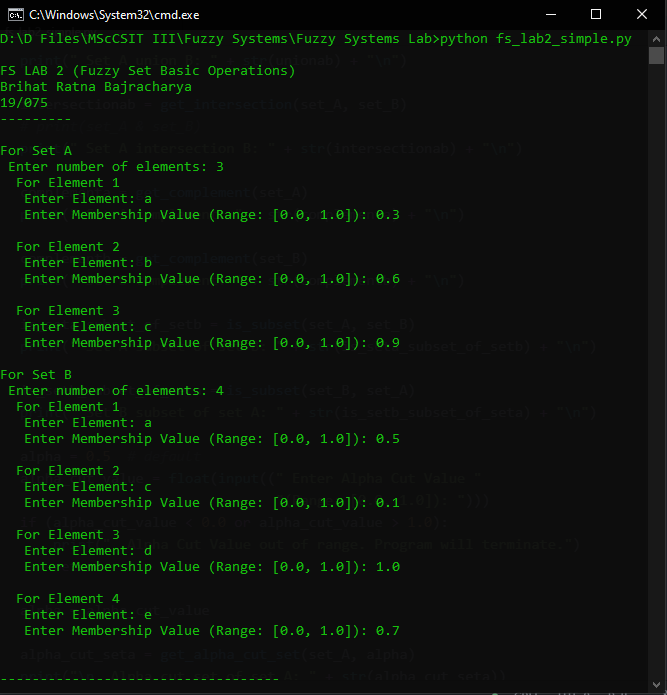 C:\Windows\System32\cmd.exe
D:\D Files\MScCSIT III\Fuzzy Systems\Fuzzy Systems Lab>python fs_lab2_simple.py
FS LAB 2 (Fuzzy Set Basic Operations)
Brihat Ratna Bajracharya
19/075
---------
For Set A
Enter number of elements: 3
For Element 1
Enter Element: a
Enter Membership Value (Range: [0.0, 1.0]): 0.3
For Element 2
Enter Element: b
Enter Membership Value (Range: [0.0, 1.0]): 0.6
For Element 3
Enter Element: c
Enter Membership Value (Range: [0.0, 1.0]): 0.9
For Set B
Enter number of elements: 4
For Element 1
Enter Element: a
Enter Membership Value (Range: [0.0, 1.0]): 0.5
For Element 2
Enter Element: c
Enter Membership Value (Range: [0.0, 1.0]): 0.1
For Element 3
Enter Element: d
Enter Membership Value (Range: [0.0, 1.0]): 1.0
For Element 4
Enter Element: e
Enter Membership Value (Range: [0.0, 1.0]): 0.7
-----------------------------------